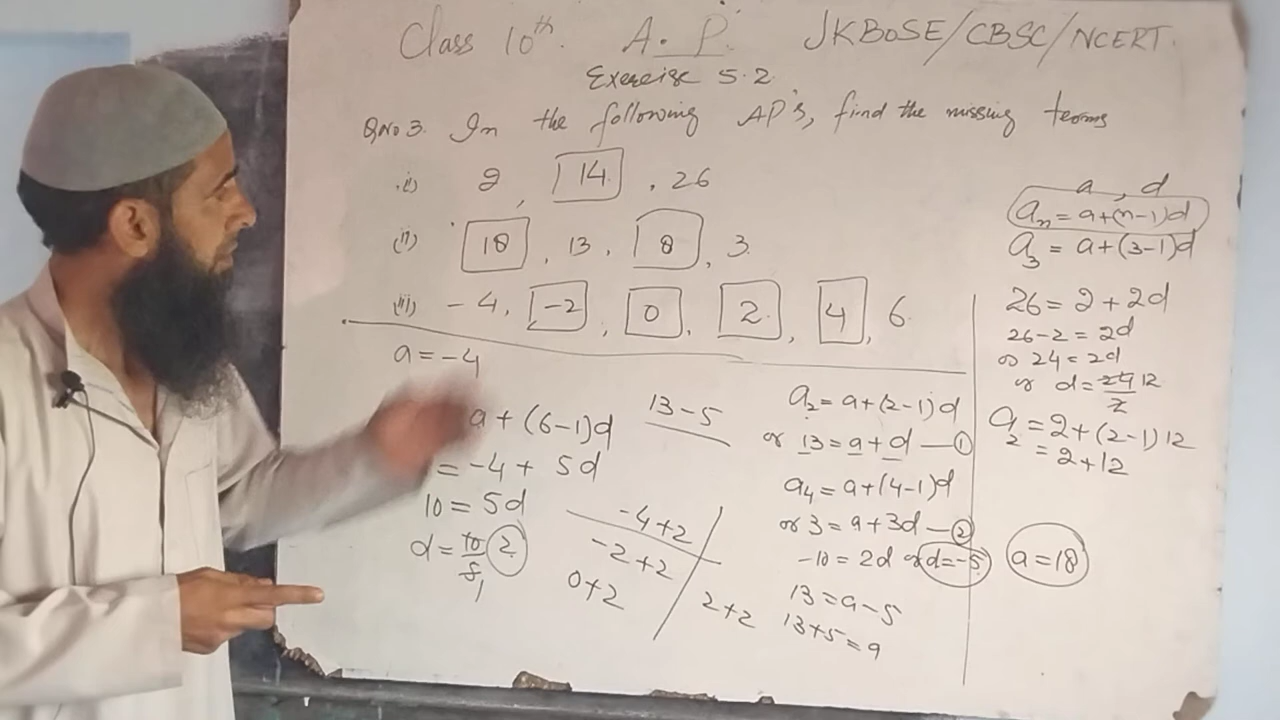 Class 10th. A. P. JKBOSE/CBSC/NCERT.
Exercise 5.2
QNo 3. In the following AP's, find the missing terms
(i) 2, 14, 26
(ii) 18, 13, 8, 3
(iii) -4, -2, 0, 2, 4, 6
a = -4
a + (6-1)d
= -4 + 5d
10 = 5d
d = 10/5 2
1
13-5
-4+2
-2+2
0+2
2+2
a2 = a+(2-1)d
or 13 = a+d —①
a4 = a+(4-1)d
or 3 = a+3d —②
-10 = 2d or d=-5
13 = a-5
13+5 = a
a, d
an = a+(n-1)d
a3 = a+(3-1)d
26 = 2+2d
26-2 = 2d
or 24 = 2d
or d = 24/2 12
a2 = 2+(2-1)12
= 2+12
a=18